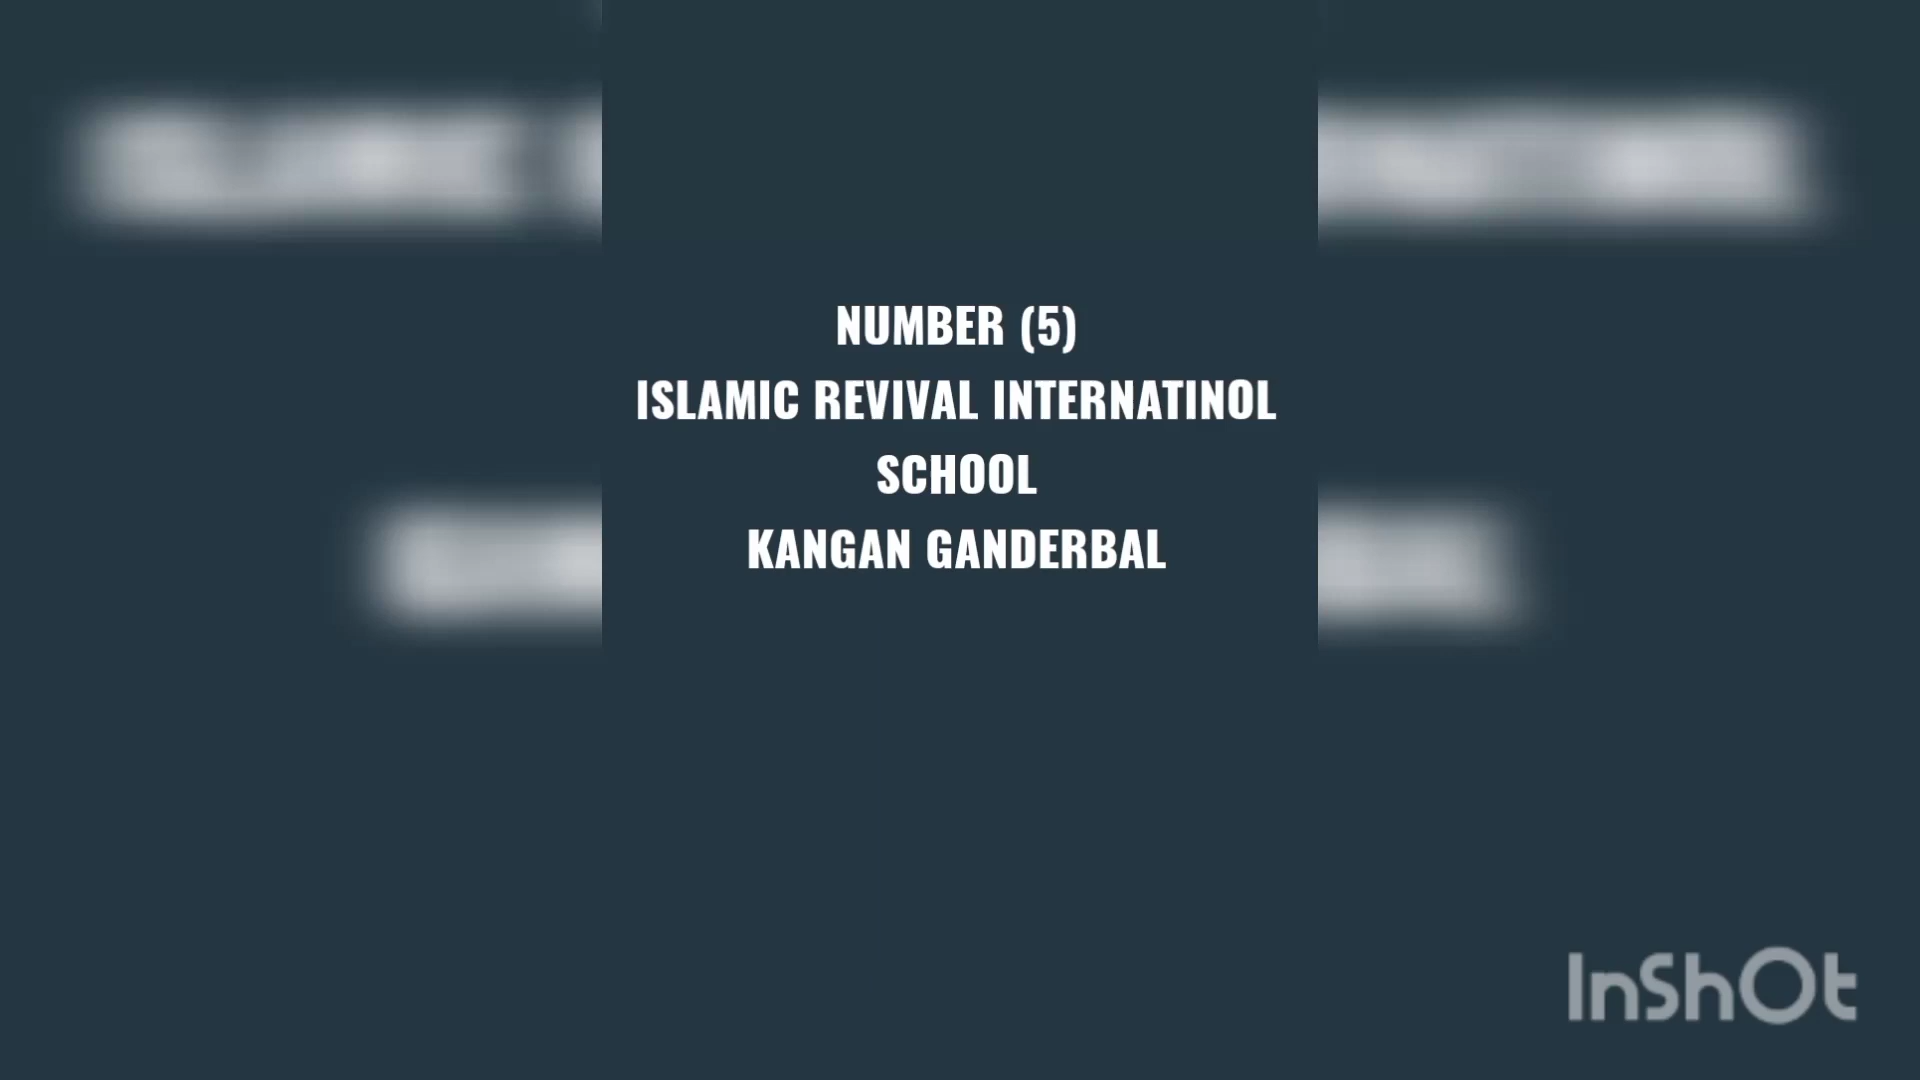 NUMBER (5)
ISLAMIC REVIVAL INTERNATINOL
SCHOOL
KANGAN GANDERBAL
InShOt